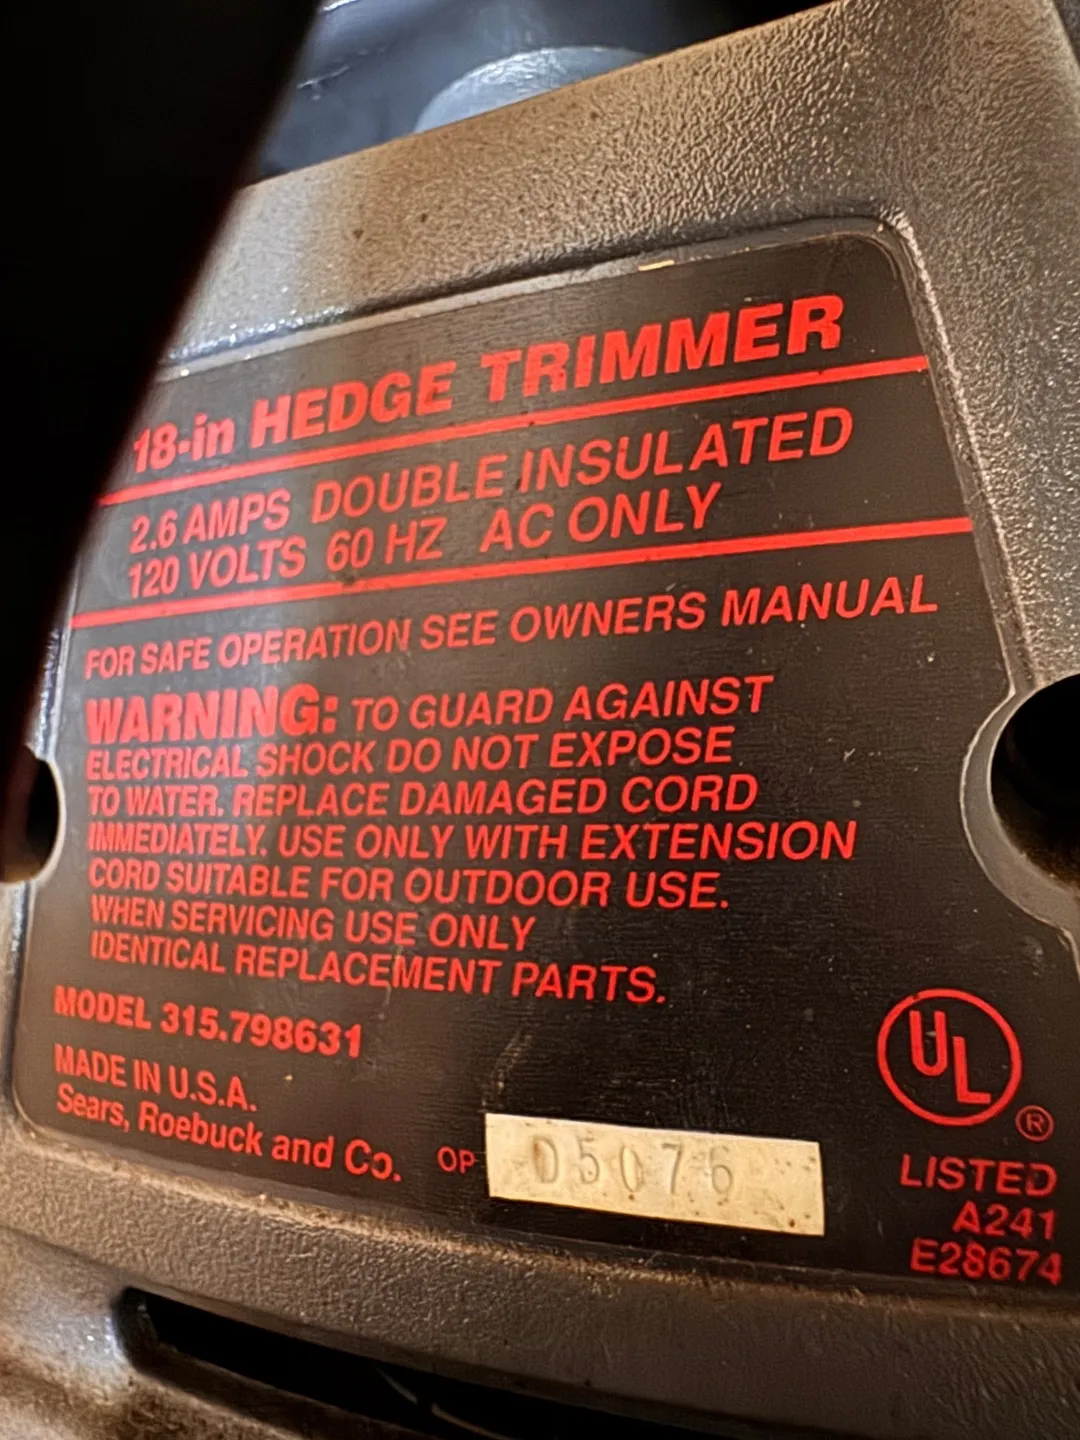 18-in HEDGE TRIMMER
2.6 AMPS DOUBLE INSULATED
120 VOLTS 60 HZ AC ONLY
FOR SAFE OPERATION SEE OWNERS MANUAL
WARNING: TO GUARD AGAINST
ELECTRICAL SHOCK DO NOT EXPOSE
TO WATER. REPLACE DAMAGED CORD
IMMEDIATELY. USE ONLY WITH EXTENSION
CORD SUITABLE FOR OUTDOOR USE.
WHEN SERVICING USE ONLY
IDENTICAL REPLACEMENT PARTS.
MODEL 315.798631
MADE IN U.S.A.
Sears, Roebuck and Co.
OP D5076
UL ®
LISTED
A241
E28674